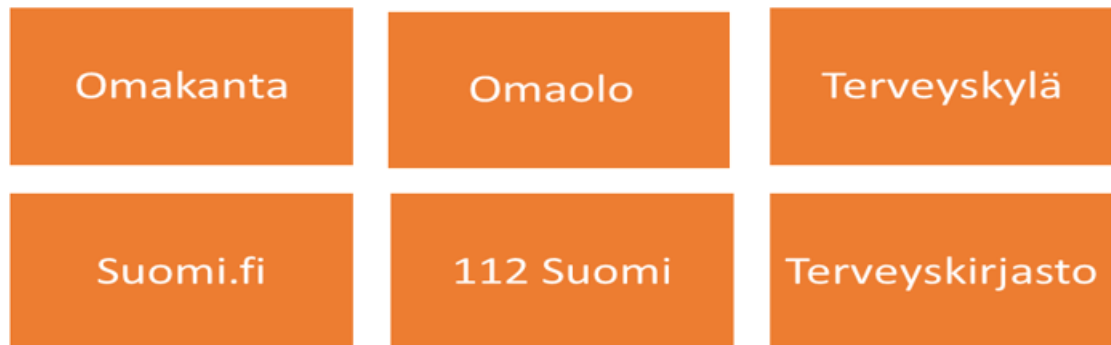 Omakanta
Omaolo
Terveyskylä
Suomi.fi
112 Suomi
Terveyskirjasto